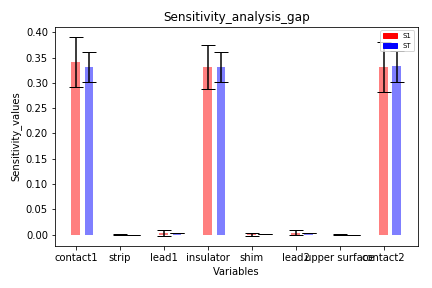 Sensitivity_analysis_gap
S1
ST
0.40
0.35
0.30
0.25
0.20
0.15
0.10
0.05
0.00
Sensitivity_values
contact1 strip lead1 insulator shim lead2 upper surface contact2
Variables